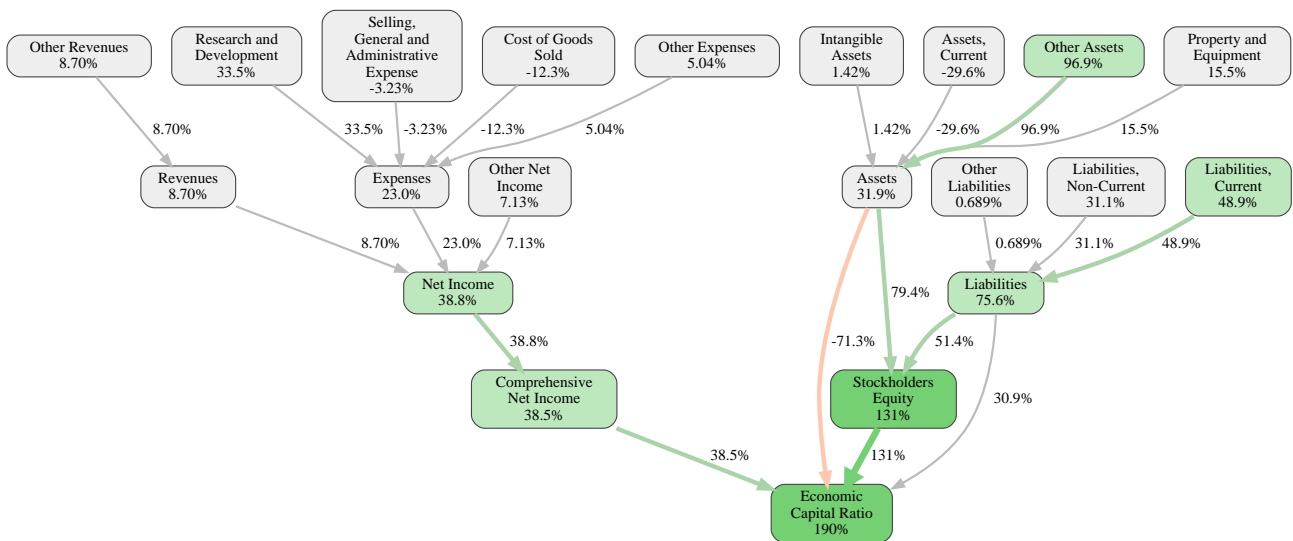 Other Revenues
8.70%
Research and
Development
33.5%
Selling,
General and
Administrative
Expense
-3.23%
Cost of Goods
Sold
-12.3%
Other Expenses
5.04%
Intangible
Assets
1.42%
Assets,
Current
-29.6%
Other Assets
96.9%
Property and
Equipment
15.5%
8.70%
33.5%
-3.23%
-12.3%
5.04%
1.42%
-29.6%
96.9%
15.5%
Revenues
8.70%
Expenses
23.0%
Other Net
Income
7.13%
Assets
31.9%
Other
Liabilities
0.689%
Liabilities,
Non-Current
31.1%
Liabilities,
Current
48.9%
8.70%
23.0%
7.13%
0.689%
31.1%
48.9%
Net Income
38.8%
79.4%
Liabilities
75.6%
38.8%
-71.3%
51.4%
Comprehensive
Net Income
38.5%
Stockholders
Equity
131%
30.9%
38.5%
131%
Economic
Capital Ratio
190%